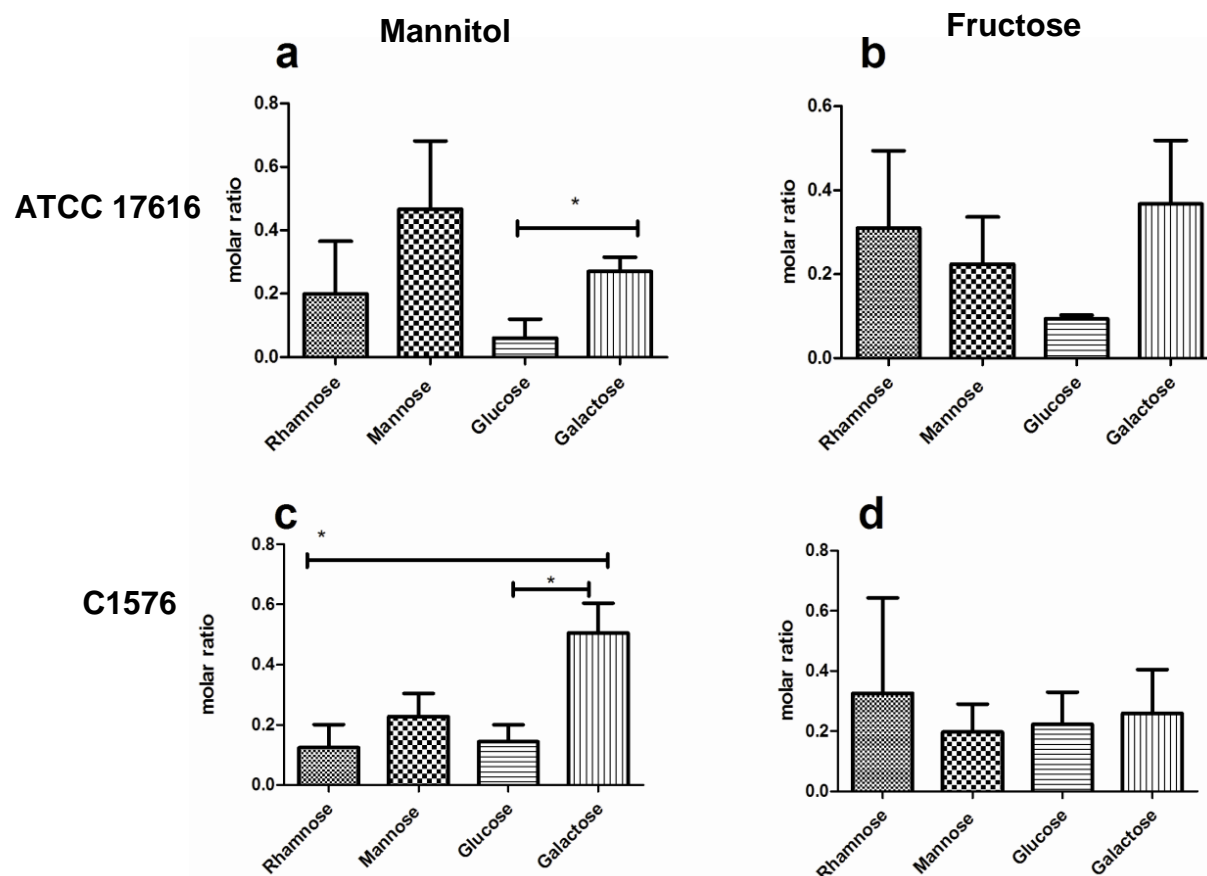 Mannitol
Fructose
ATCC 17616
a
0.8
0.6
0.4
0.2
0.0
molar ratio
*
Rhamnose
Mannose
Glucose
Galactose
b
0.6
0.4
0.2
0.0
molar ratio
Rhamnose
Mannose
Glucose
Galactose
C1576
c
0.8
0.6
0.4
0.2
0.0
molar ratio
*
*
Rhamnose
Mannose
Glucose
Galactose
d
0.8
0.6
0.4
0.2
0.0
molar ratio
Rhamnose
Mannose
Glucose
Galactose